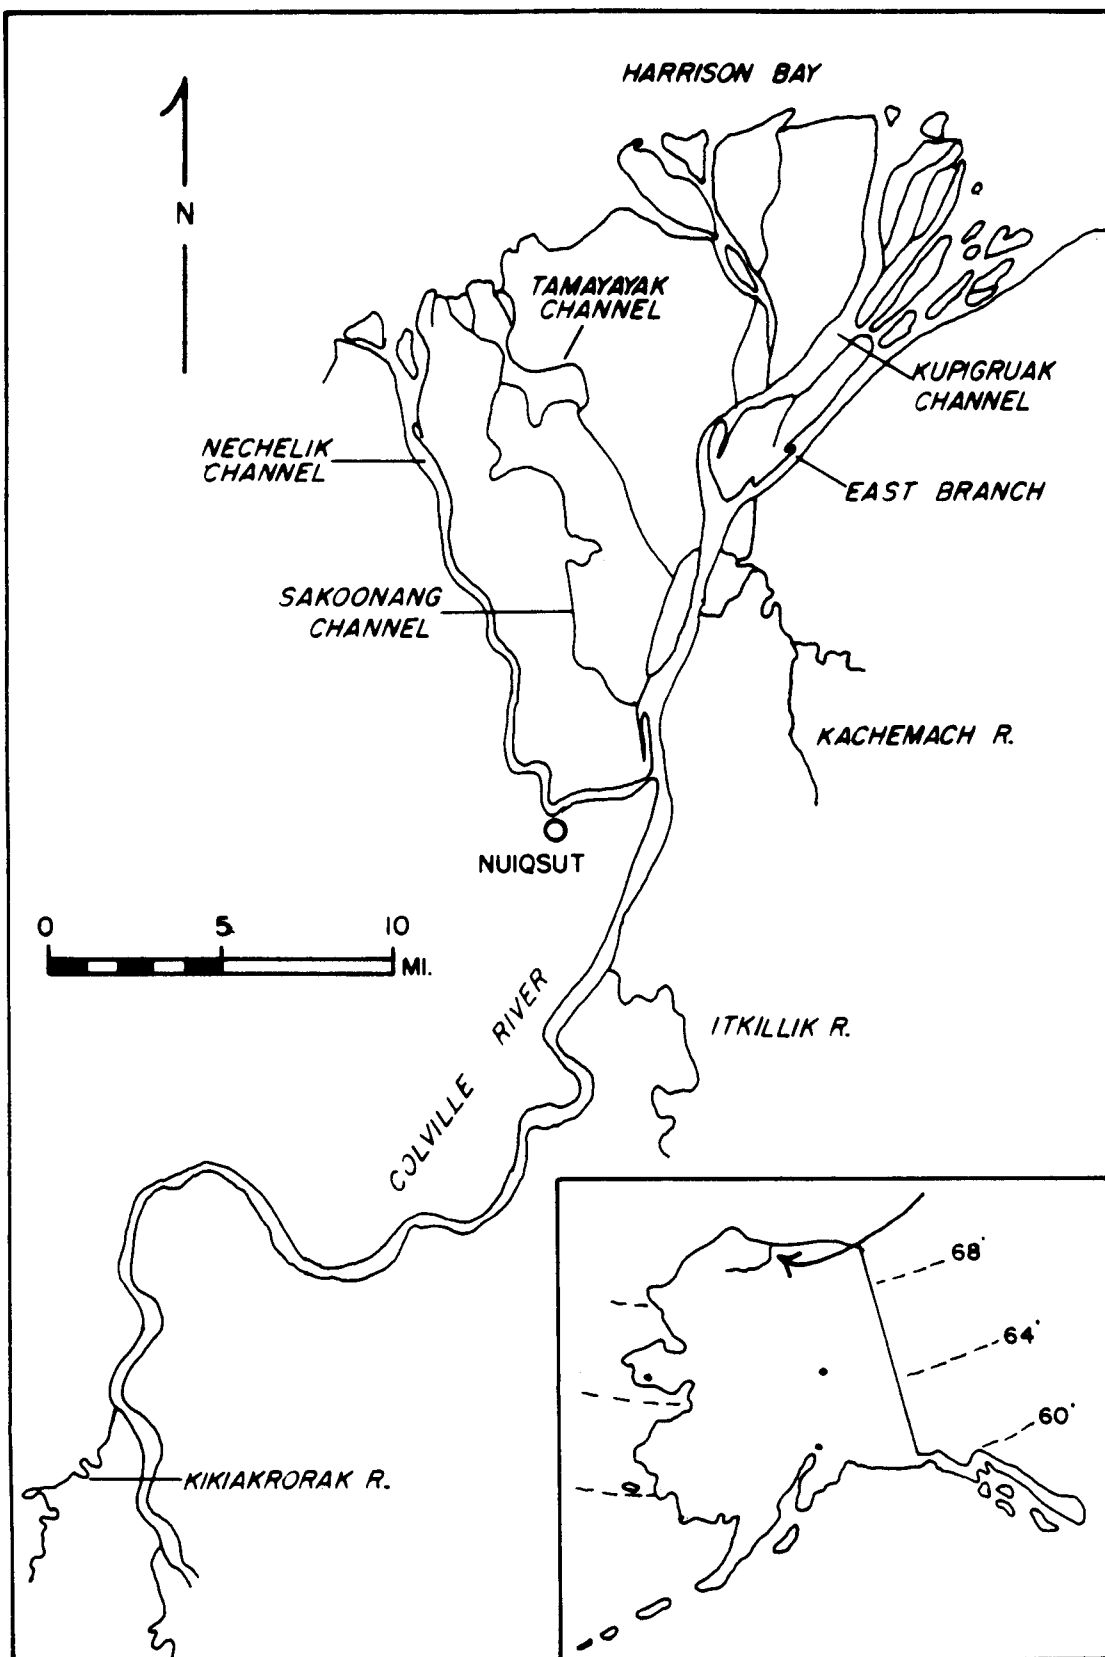 HARRISON BAY
N
TAMAYAYAK
CHANNEL
KUPIGRUAK
CHANNEL
NECHELIK
CHANNEL
EAST BRANCH
SAKOONANG
CHANNEL
KACHEMACH R.
NUIQSUT
0 5 10
MI.
ITKILLIK R.
COLVILLE RIVER
KIKIAKRORAK R.
68°
64°
60°